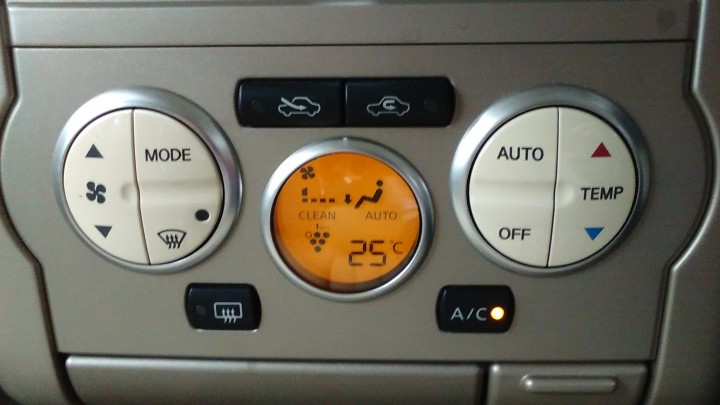 MODE
AUTO
OFF
TEMP
CLEAN AUTO
25°C
A/C